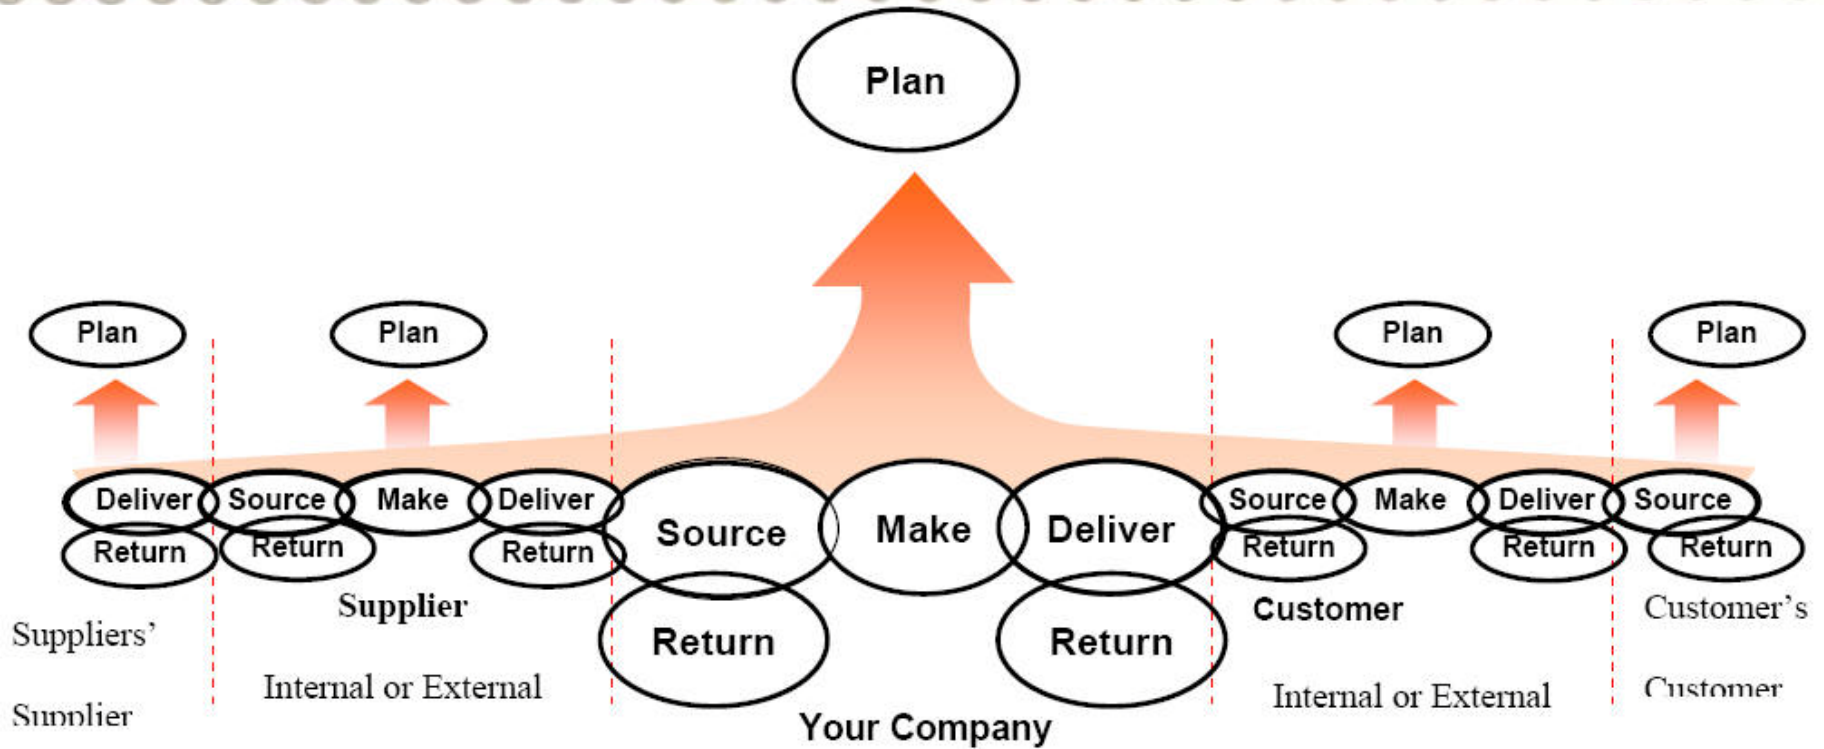 Plan
Plan
Plan
Plan
Plan
Deliver
Source
Make
Deliver
Source
Make
Deliver
Source
Make
Deliver
Source
Return
Return
Return
Return
Return
Return
Return
Return
Suppliers’
Supplier
Supplier
Internal or External
Your Company
Customer
Internal or External
Customer’s
Customer